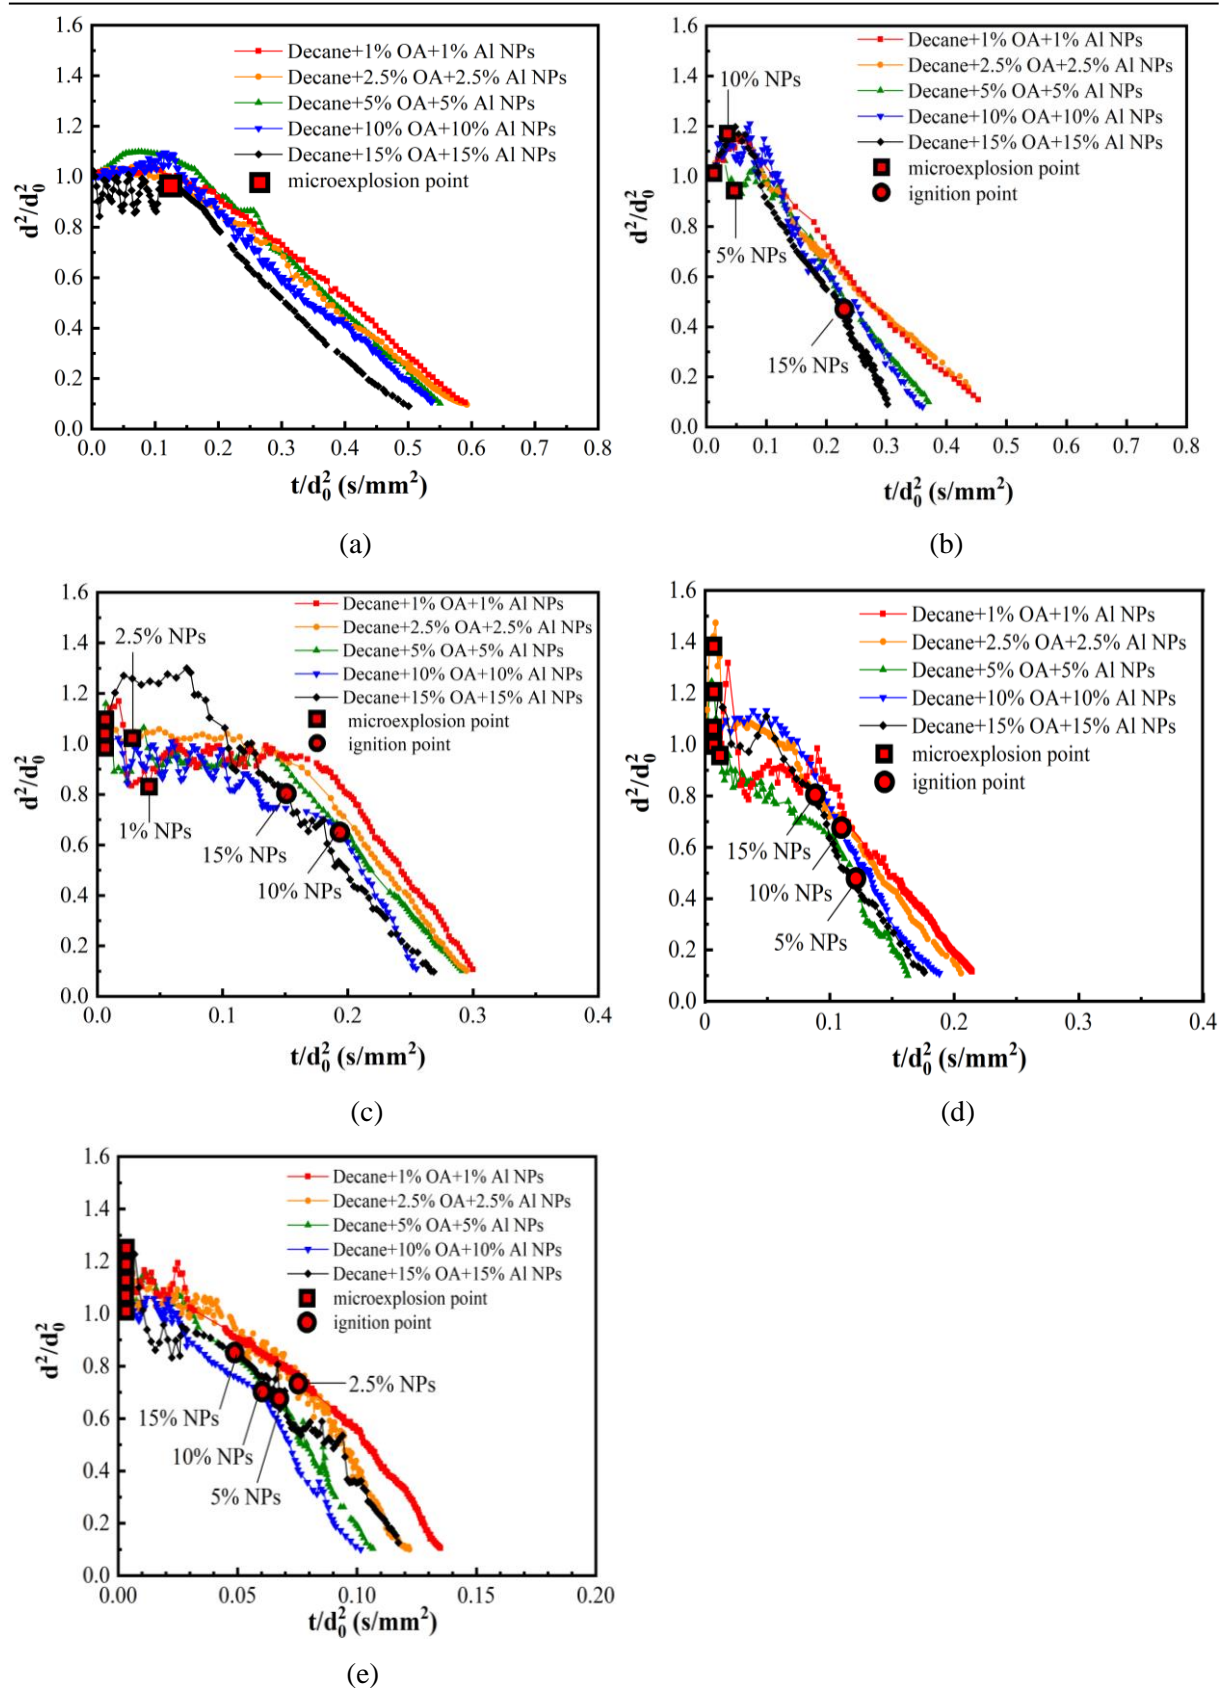 1.6
1.4
1.2
1.0
0.8
0.6
0.4
0.2
0.0
d²/d₀²
Decane+1% OA+1% Al NPs
Decane+2.5% OA+2.5% Al NPs
Decane+5% OA+5% Al NPs
Decane+10% OA+10% Al NPs
Decane+15% OA+15% Al NPs
microexplosion point
0.0 0.1 0.2 0.3 0.4 0.5 0.6 0.7 0.8
t/d₀² (s/mm²)
(a)
1.6
1.4
1.2
1.0
0.8
0.6
0.4
0.2
0.0
d²/d₀²
Decane+1% OA+1% Al NPs
Decane+2.5% OA+2.5% Al NPs
Decane+5% OA+5% Al NPs
Decane+10% OA+10% Al NPs
Decane+15% OA+15% Al NPs
microexplosion point
ignition point
10% NPs
5% NPs
15% NPs
0.0 0.1 0.2 0.3 0.4 0.5 0.6 0.7 0.8
t/d₀² (s/mm²)
(b)
1.6
1.4
1.2
1.0
0.8
0.6
0.4
0.2
0.0
d²/d₀²
Decane+1% OA+1% Al NPs
Decane+2.5% OA+2.5% Al NPs
Decane+5% OA+5% Al NPs
Decane+10% OA+10% Al NPs
Decane+15% OA+15% Al NPs
microexplosion point
ignition point
2.5% NPs
1% NPs
15% NPs
10% NPs
0.0 0.1 0.2 0.3 0.4
t/d₀² (s/mm²)
(c)
1.6
1.4
1.2
1.0
0.8
0.6
0.4
0.2
0.0
d²/d₀²
Decane+1% OA+1% Al NPs
Decane+2.5% OA+2.5% Al NPs
Decane+5% OA+5% Al NPs
Decane+10% OA+10% Al NPs
Decane+15% OA+15% Al NPs
microexplosion point
ignition point
15% NPs
10% NPs
5% NPs
0 0.1 0.2 0.3 0.4
t/d₀² (s/mm²)
(d)
1.6
1.4
1.2
1.0
0.8
0.6
0.4
0.2
0.0
d²/d₀²
Decane+1% OA+1% Al NPs
Decane+2.5% OA+2.5% Al NPs
Decane+5% OA+5% Al NPs
Decane+10% OA+10% Al NPs
Decane+15% OA+15% Al NPs
microexplosion point
ignition point
2.5% NPs
15% NPs
10% NPs
5% NPs
0.00 0.05 0.10 0.15 0.20
t/d₀² (s/mm²)
(e)